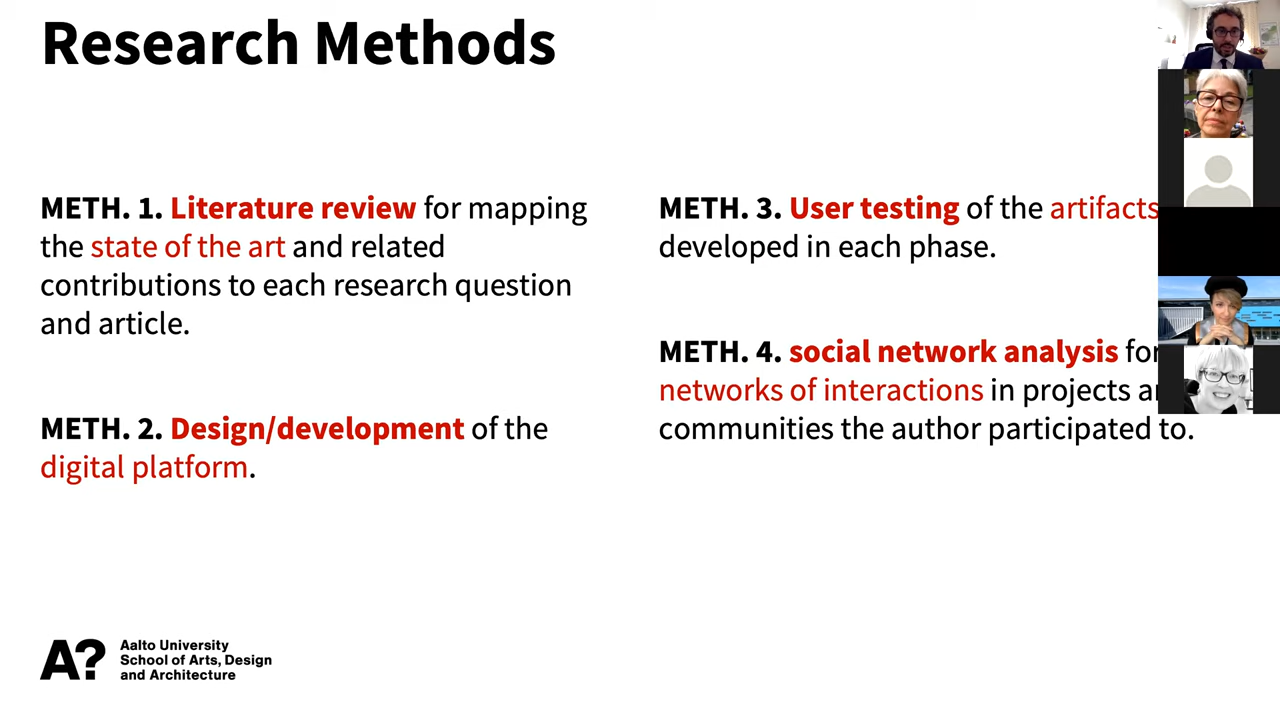 Research Methods
METH. 1. Literature review for mapping
the state of the art and related
contributions to each research question
and article.
METH. 2. Design/development of the
digital platform.
METH. 3. User testing of the artifacts
developed in each phase.
METH. 4. social network analysis for
networks of interactions in projects
communities the author participated to.
A?
Aalto University
School of Arts, Design
and Architecture